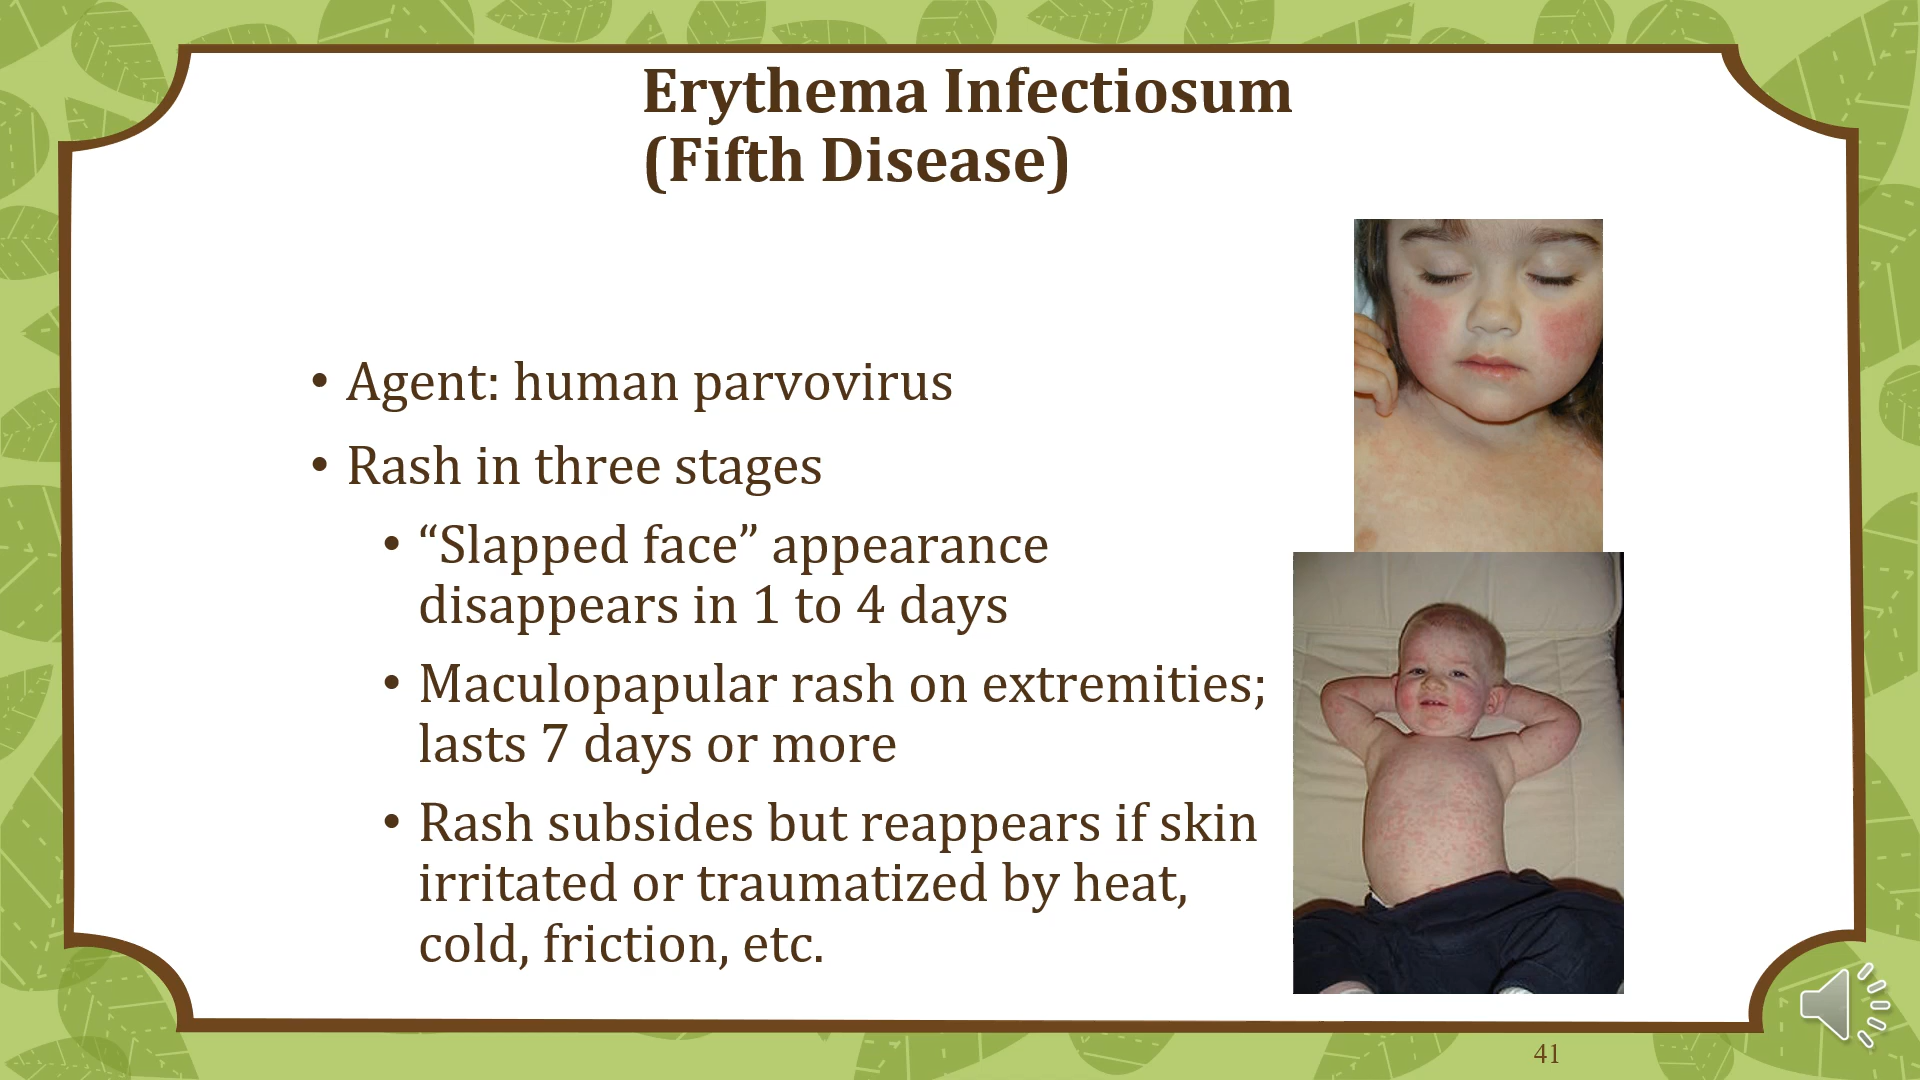 Erythema Infectiosum
(Fifth Disease)
• Agent: human parvovirus
• Rash in three stages
• “Slapped face” appearance
disappears in 1 to 4 days
• Maculopapular rash on extremities;
lasts 7 days or more
• Rash subsides but reappears if skin
irritated or traumatized by heat,
cold, friction, etc.
41